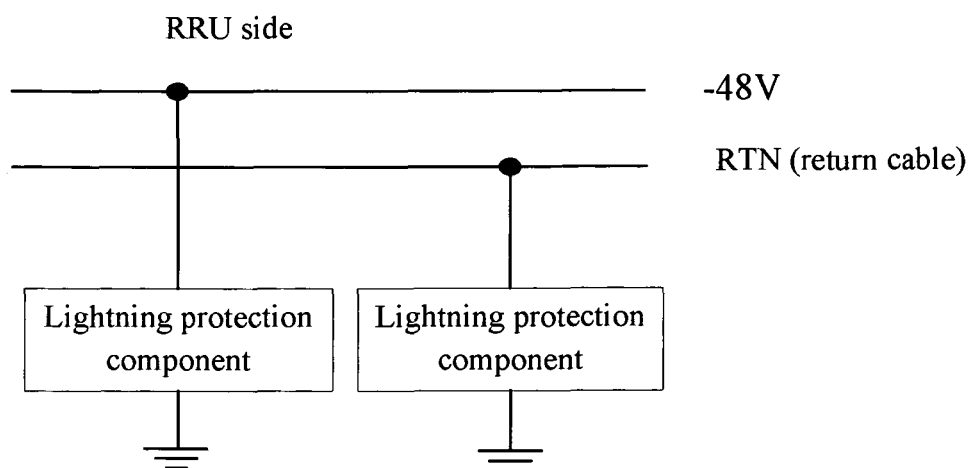 RRU side
-48V
RTN (return cable)
Lightning protection
component
Lightning protection
component